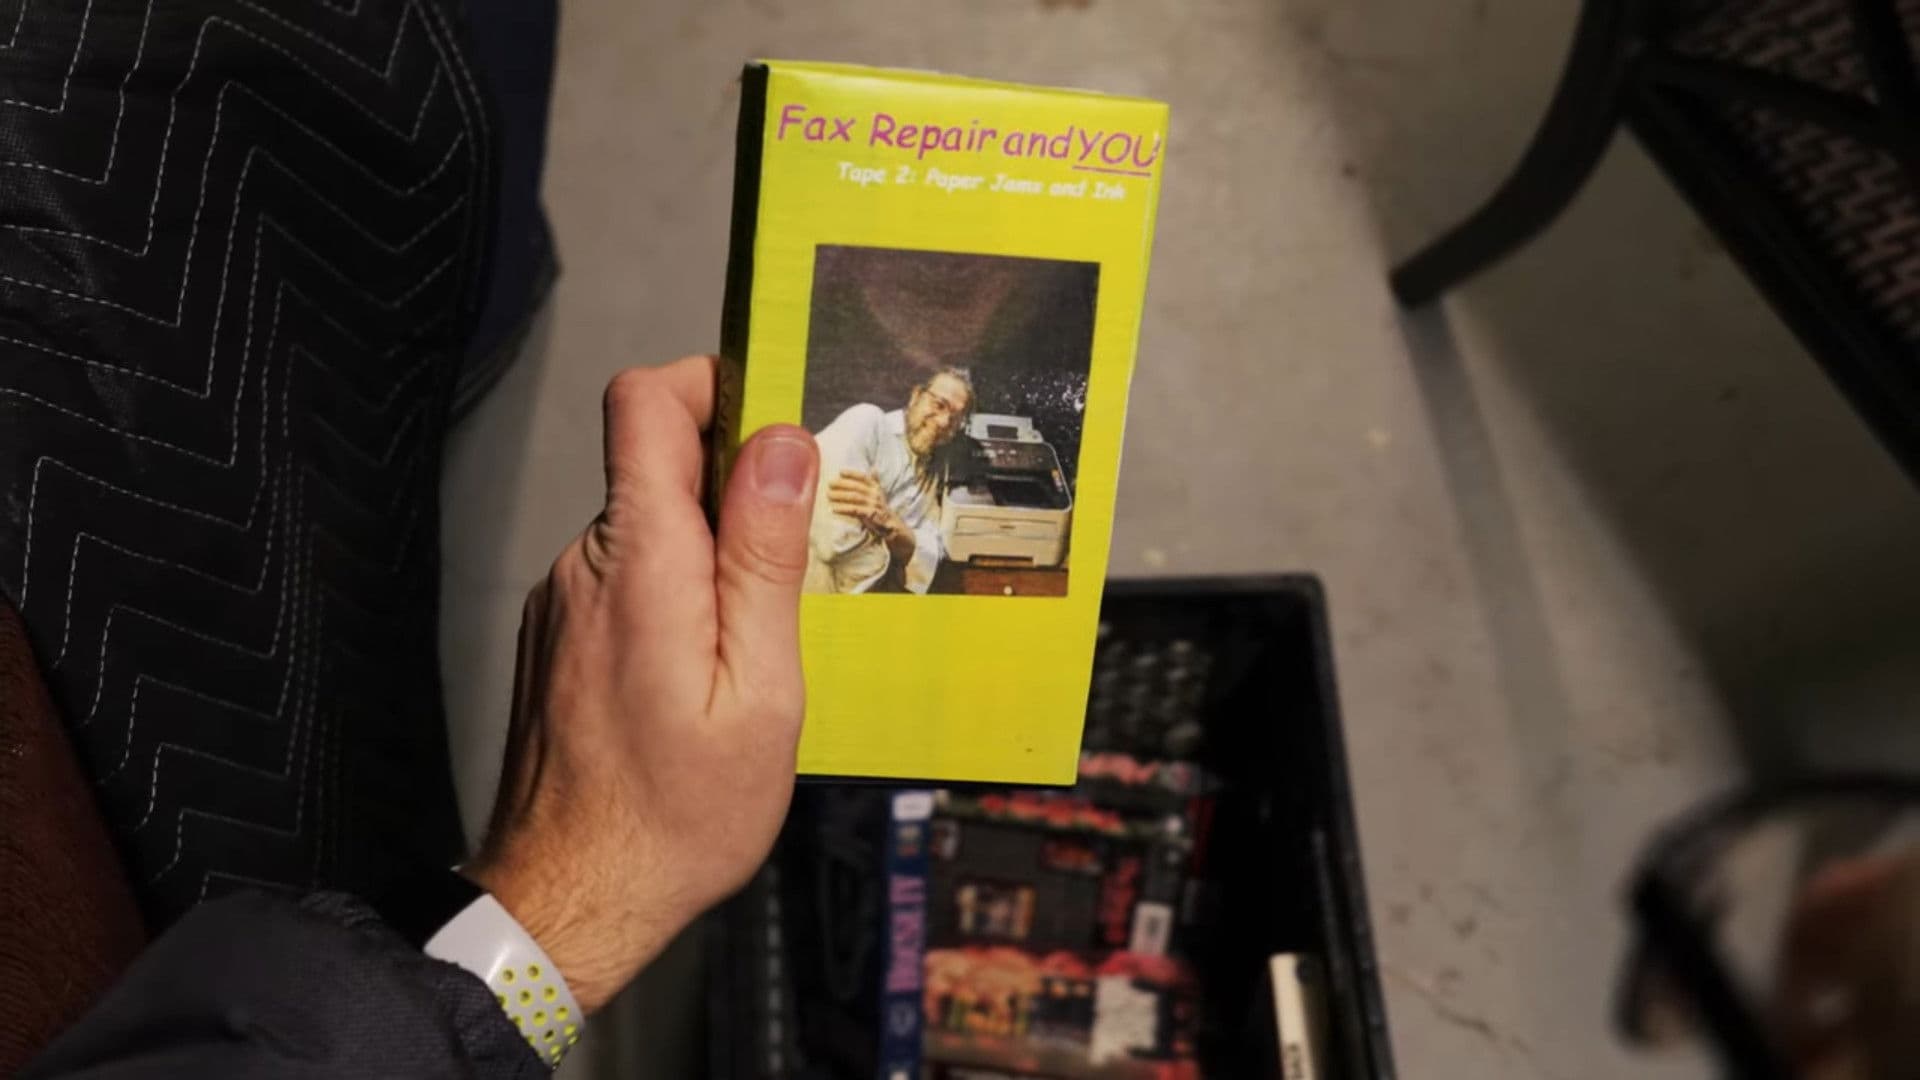 Fax Repair and YOU
Tape 2: Paper Jams and Ink